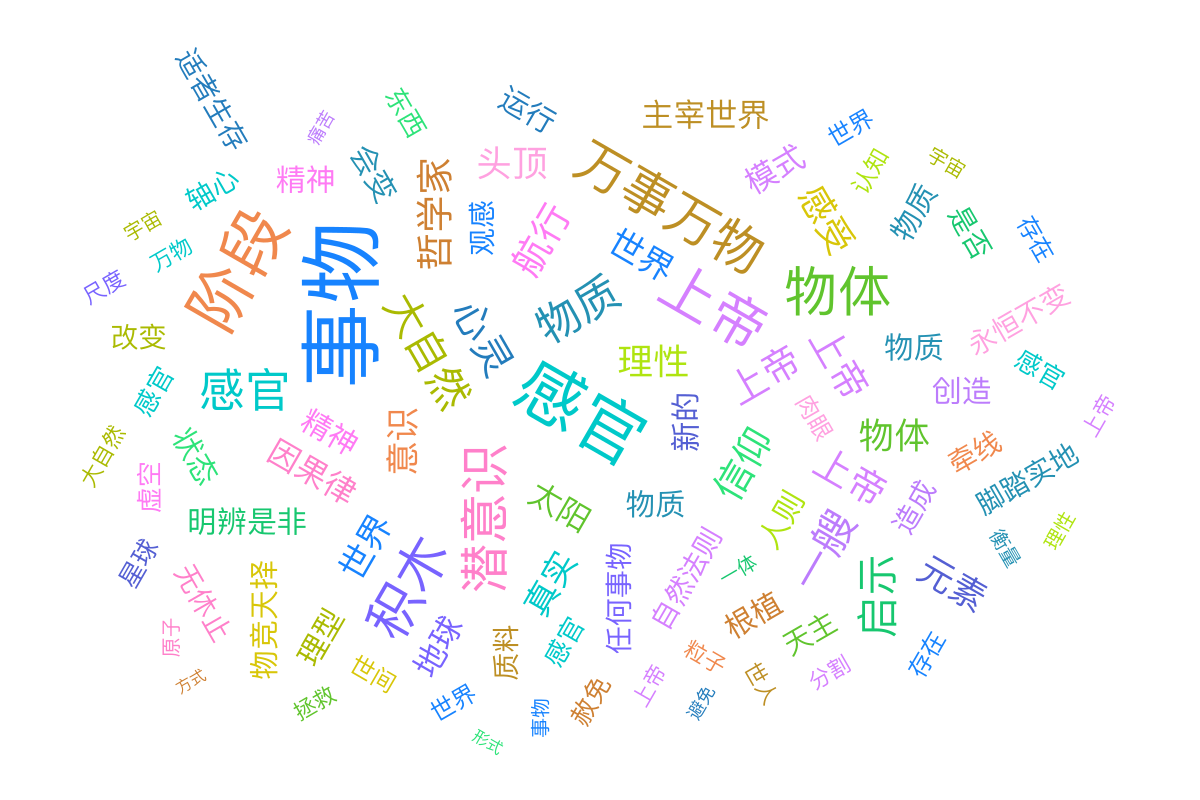 适者生存
痛苦
东西
运行
主宰世界
世界
宇宙
认知
模式
头顶
会变
精神
轴心
哲学家
观感
航行
万事万物
感受
物质
是否
存在
宇宙
万物
尺度
阶段
事物
世界
上帝
物体
永恒不变
改变
大自然
心灵
物质
理性
上帝
上帝
物质
感官
创造
感官
感官
感官
新的
肉眼
上帝
大自然
状态
精神
因果律
意识
信仰
物体
牵线
脚踏实地
虚空
明辨是非
潜意识
太阳
物质
人则
上帝
造成
理性
衡量
星球
无休止
世界
积木
真实
任何事物
自然法则
一体
一艘
启示
元素
原子
物竞天择
理型
地球
质料
感官
根植
天主
存在
方式
世间
粒子
分割
拯救
世界
事物
赦免
上帝
避免
世人
形式